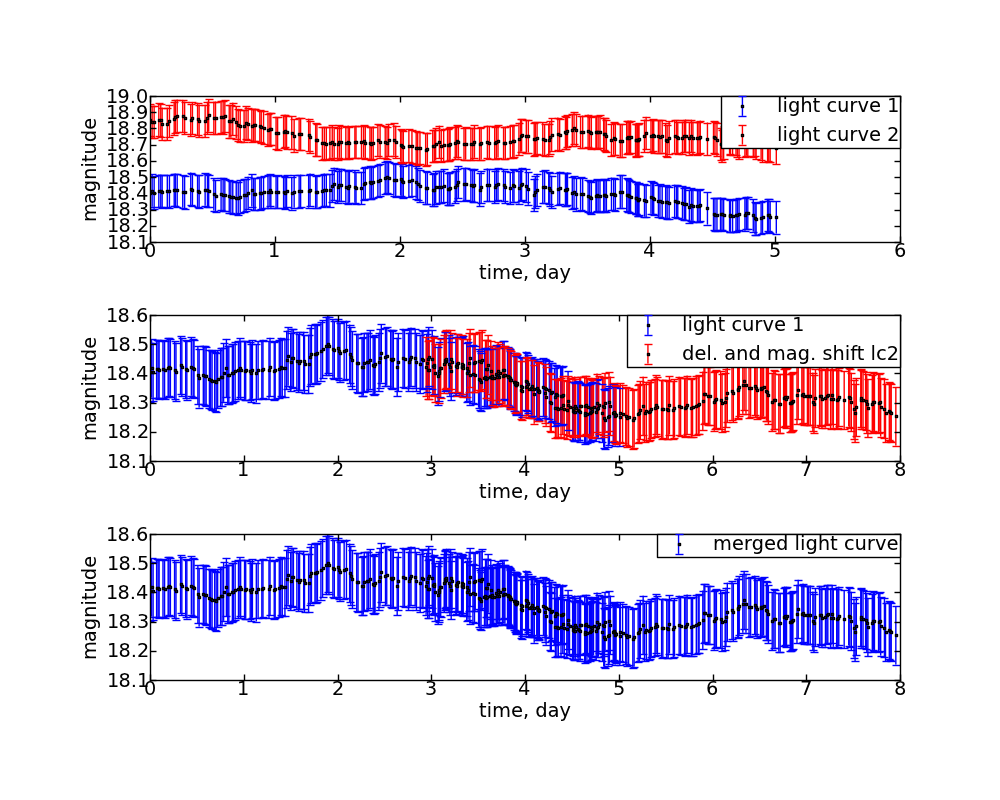 19.0
18.9
18.8
18.7
18.6
18.5
18.4
18.3
18.2
18.1
magnitude
light curve 1
light curve 2
0 1 2 3 4 5 6
time, day
18.6
18.5
18.4
18.3
18.2
18.1
magnitude
light curve 1
del. and mag. shift lc2
0 1 2 3 4 5 6 7 8
time, day
18.6
18.5
18.4
18.3
18.2
18.1
magnitude
merged light curve
0 1 2 3 4 5 6 7 8
time, day